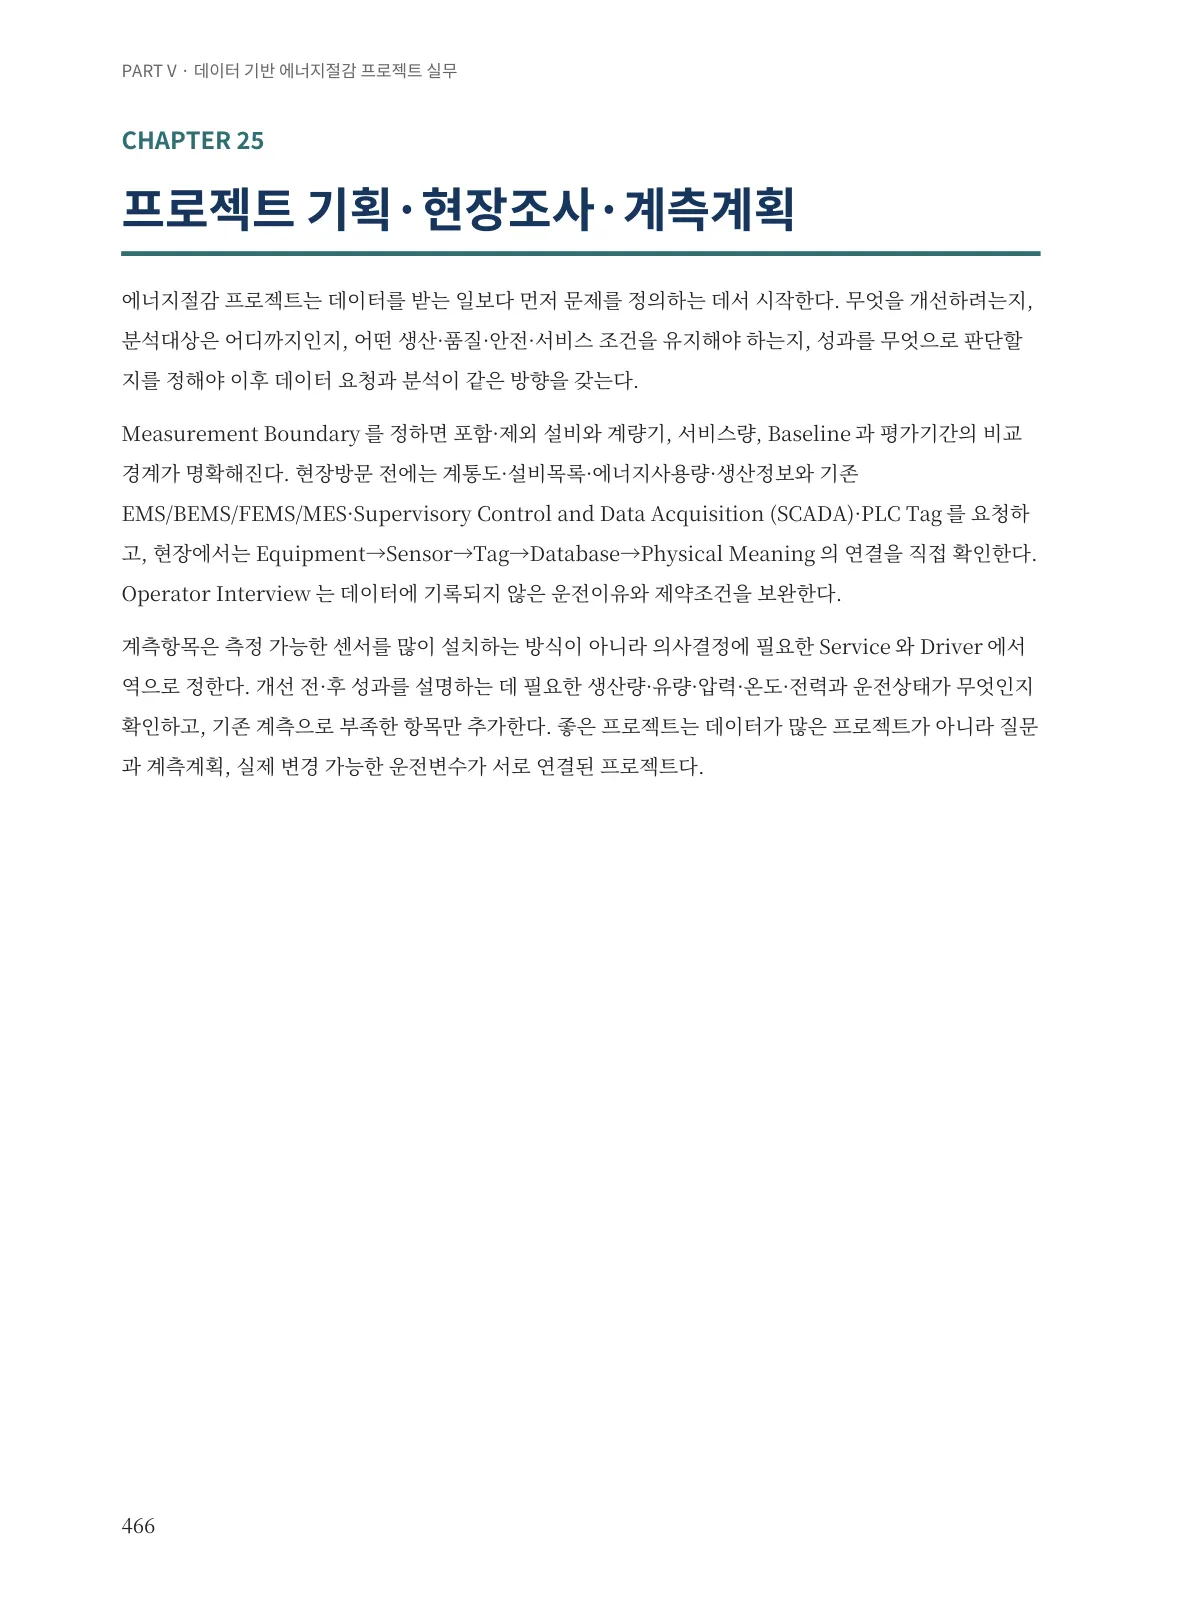 PART V · 데이터 기반 에너지절감 프로젝트 실무
CHAPTER 25
프로젝트 기획·현장조사·계측계획
에너지절감 프로젝트는 데이터를 받는 일보다 먼저 문제를 정의하는 데서 시작한다. 무엇을 개선하려는지,
분석대상은 어디까지인지, 어떤 생산·품질·안전·서비스 조건을 유지해야 하는지, 성과를 무엇으로 판단할
지를 정해야 이후 데이터 요청과 분석이 같은 방향을 갖는다.
Measurement Boundary 를 정하면 포함·제외 설비와 계량기, 서비스량, Baseline 과 평가기간의 비교
경계가 명확해진다. 현장방문 전에는 계통도·설비목록·에너지사용량·생산정보와 기존
EMS/BEMS/FEMS/MES·Supervisory Control and Data Acquisition (SCADA)·PLC Tag 를 요청하
고, 현장에서는 Equipment→Sensor→Tag→Database→Physical Meaning 의 연결을 직접 확인한다.
Operator Interview 는 데이터에 기록되지 않은 운전이유와 제약조건을 보완한다.
계측항목은 측정 가능한 센서를 많이 설치하는 방식이 아니라 의사결정에 필요한 Service 와 Driver 에서
역으로 정한다. 개선 전·후 성과를 설명하는 데 필요한 생산량·유량·압력·온도·전력과 운전상태가 무엇인지
확인하고, 기존 계측으로 부족한 항목만 추가한다. 좋은 프로젝트는 데이터가 많은 프로젝트가 아니라 질문
과 계측계획, 실제 변경 가능한 운전변수가 서로 연결된 프로젝트다.
466